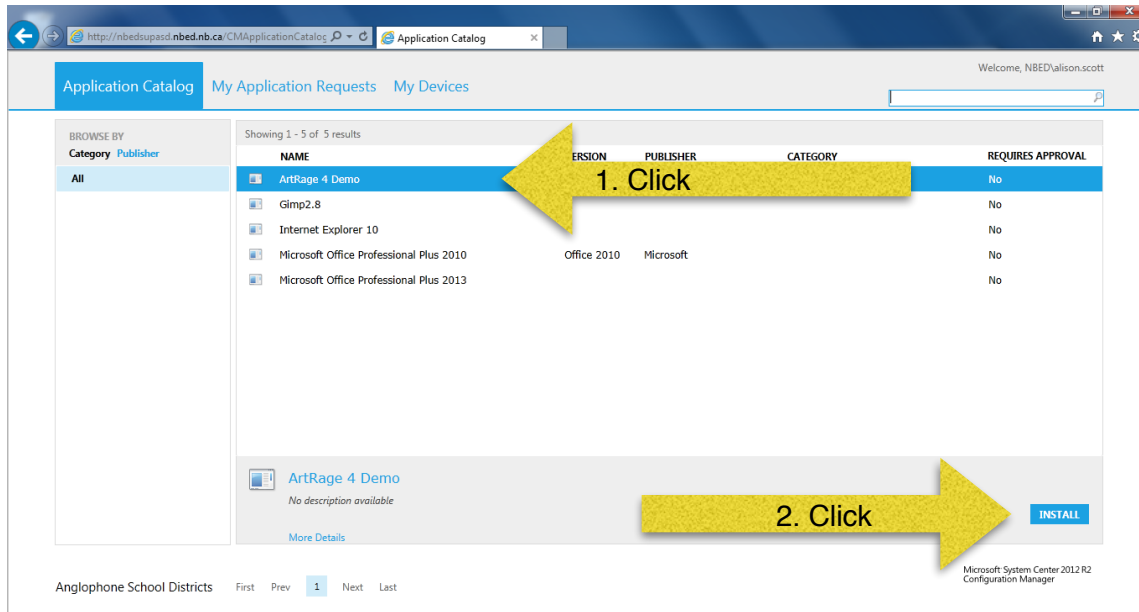 http://nbedsupasd.nbed.nb.ca/CMApplicationCatalog
Application Catalog
Welcome, NBED\alison.scott
Application Catalog My Application Requests My Devices
BROWSE BY
Category Publisher
All
Showing 1 - 5 of 5 results
NAME ERSION PUBLISHER CATEGORY REQUIRES APPROVAL
ArtRage 4 Demo No
1. Click
Gimp2.8 No
Internet Explorer 10 No
Microsoft Office Professional Plus 2010 Office 2010 Microsoft No
Microsoft Office Professional Plus 2013 No
ArtRage 4 Demo
No description available
More Details
2. Click
INSTALL
Anglophone School Districts First Prev 1 Next Last
Microsoft System Center 2012 R2
Configuration Manager